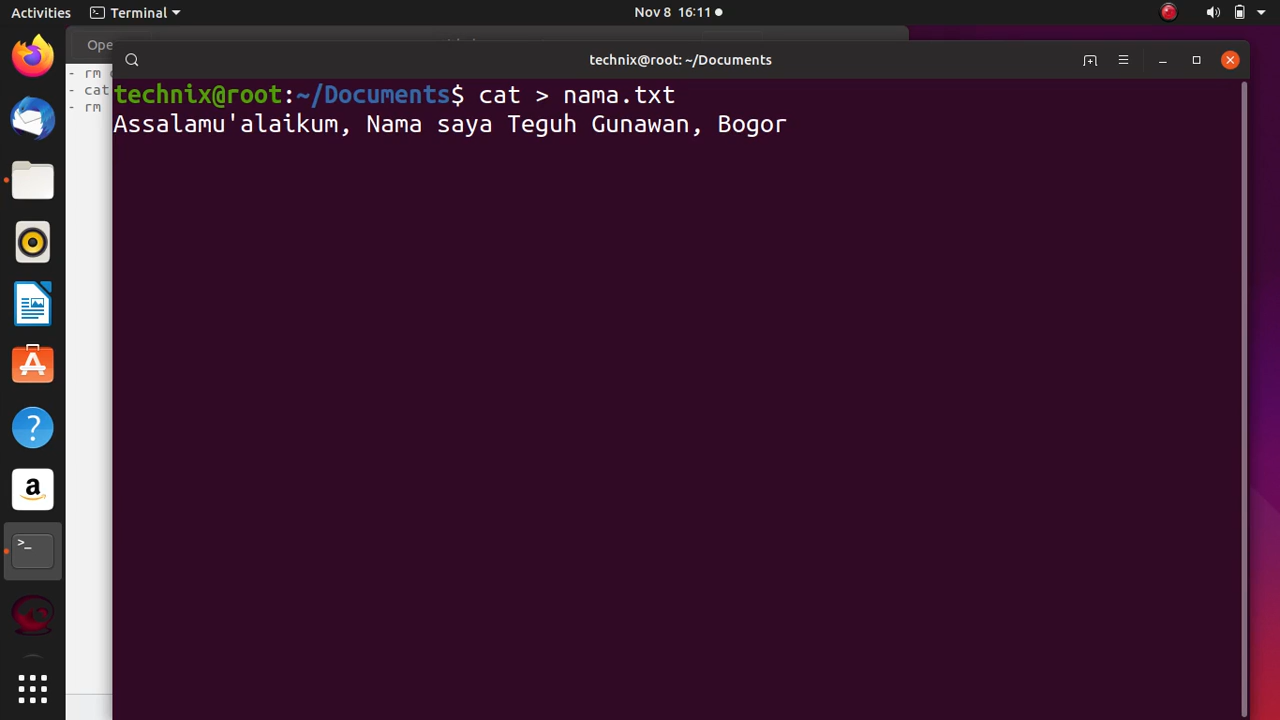 Activities
Terminal
Nov 8 16:11
Ope
technix@root: ~/Documents
- rm
- cat
- rm
technix@root:~/Documents$ cat > nama.txt
Assalamu'alaikum, Nama saya Teguh Gunawan, Bogor